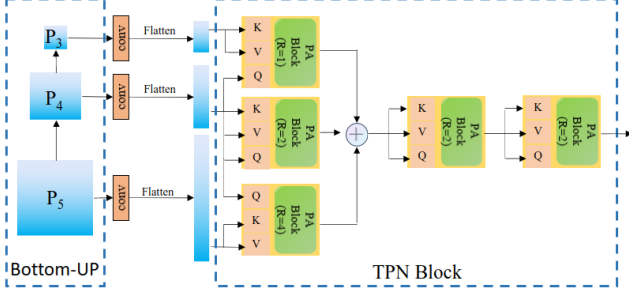 P3
conv
Flatten
P4
conv
Flatten
P5
conv
Flatten
Bottom-UP
K
V
Q
PA
Block
(R=1)
K
V
Q
PA
Block
(R=2)
Q
K
V
PA
Block
(R=4)
K
V
Q
PA
Block
(R=2)
K
V
Q
PA
Block
(R=2)
TPN Block